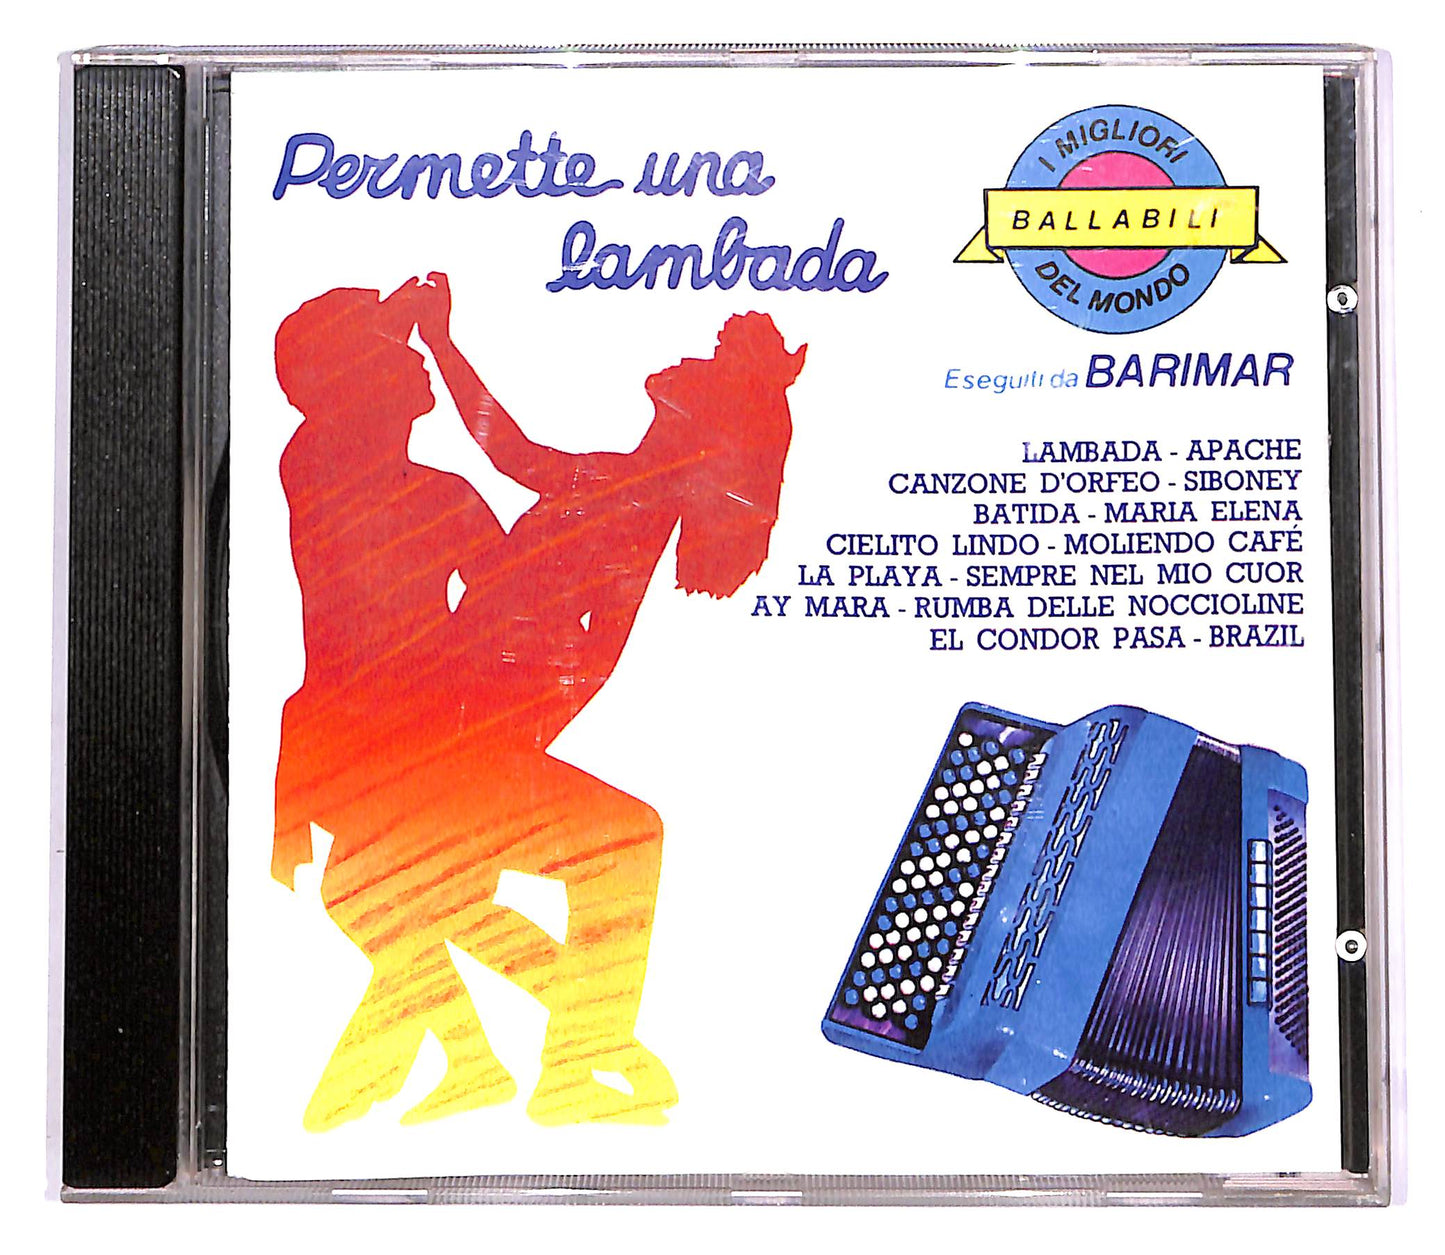 Permette una
lambada
I MIGLIORI
BALLABILI
DEL MONDO
Eseguiti da BARIMAR
LAMBADA - APACHE
CANZONE D'ORFEO - SIBONEY
BATIDA - MARIA ELENA
CIELITO LINDO - MOLIENDO CAFÉ
LA PLAYA - SEMPRE NEL MIO CUOR
AY MARA - RUMBA DELLE NOCCIOLINE
EL CONDOR PASA - BRAZIL